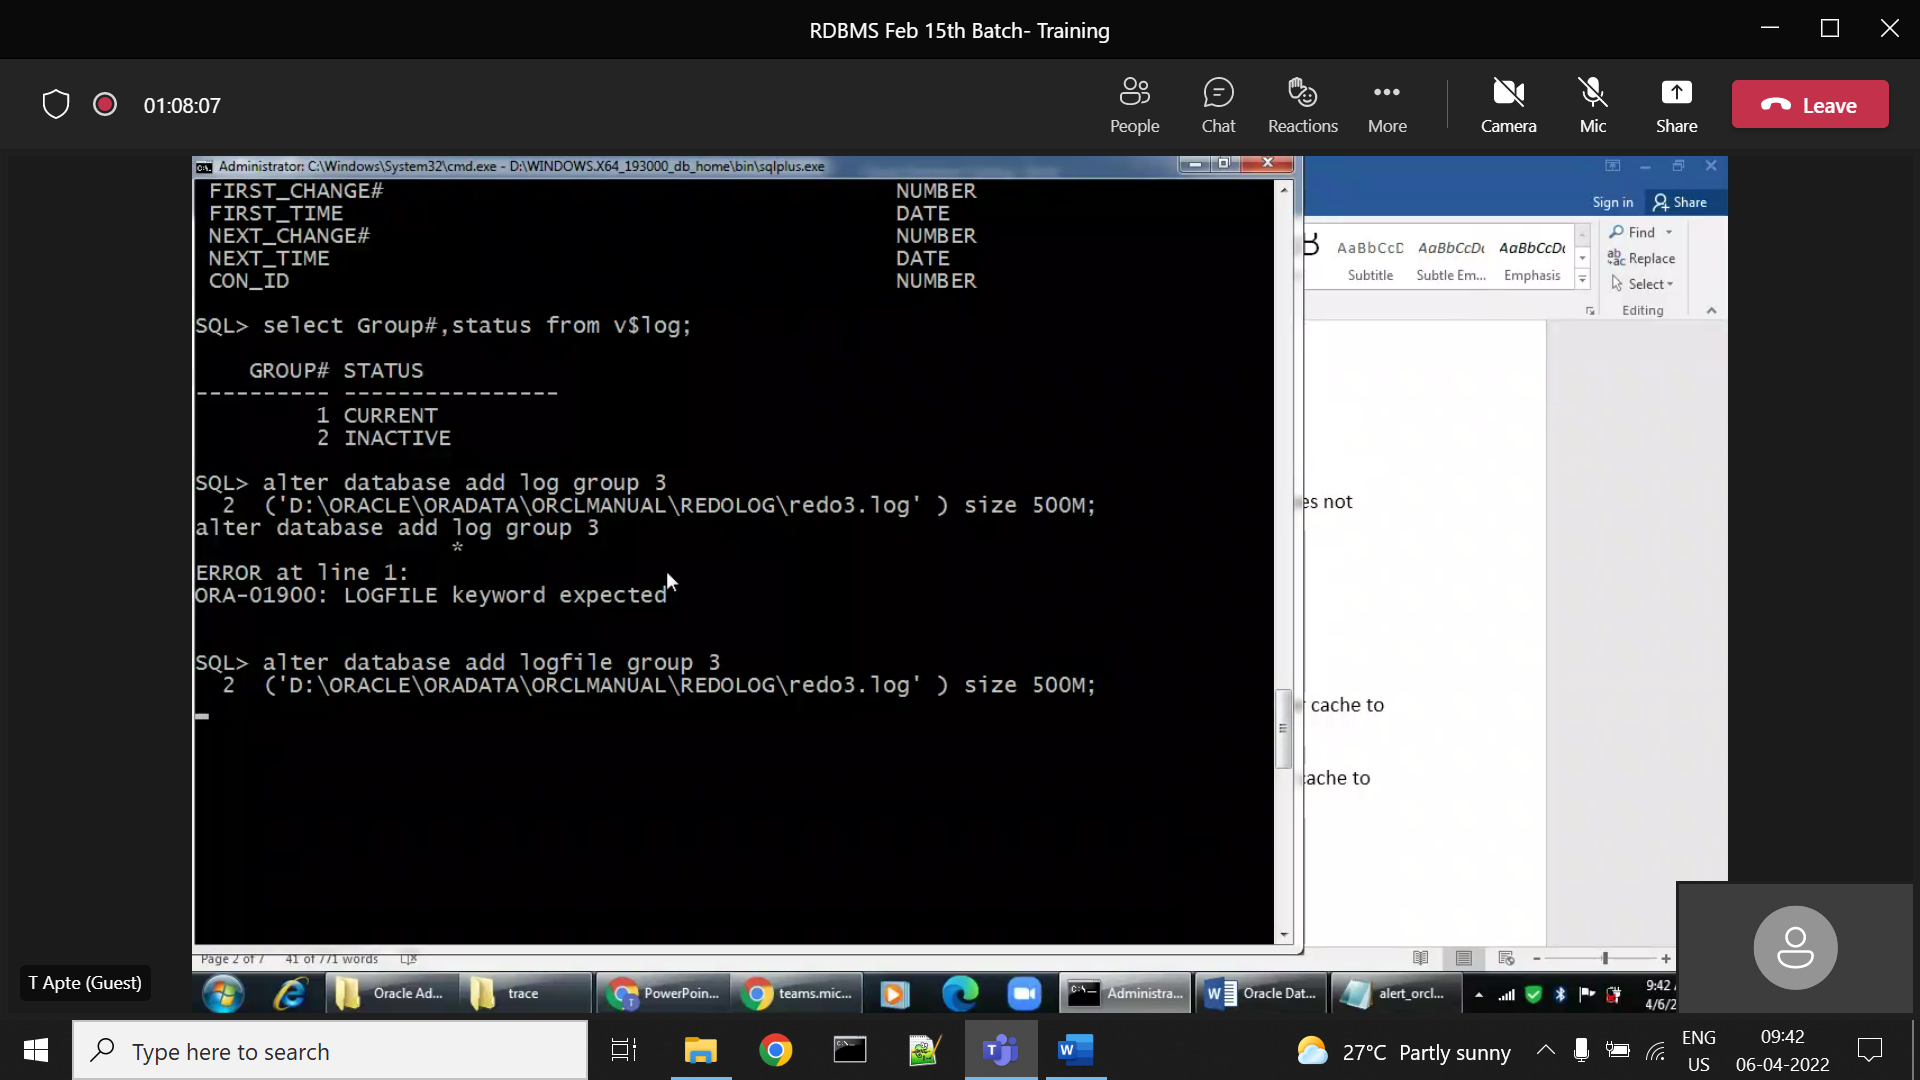 RDBMS Feb 15th Batch- Training
01:08:07
People
Chat
Reactions
More
Camera
Mic
Share
Leave
Administrator: C:\Windows\System32\cmd.exe - D:\WINDOWS.X64_193000_db_home\bin\sqlplus.exe
FIRST_CHANGE# NUMBER
FIRST_TIME DATE
NEXT_CHANGE# NUMBER
NEXT_TIME DATE
CON_ID NUMBER
SQL> select Group#,status from v$log;
GROUP# STATUS
---------- ----------------
1 CURRENT
2 INACTIVE
SQL> alter database add log group 3
2 ('D:\ORACLE\ORADATA\ORCLMANUAL\REDOLOG\redo3.log' ) size 500M;
alter database add log group 3
*
ERROR at line 1:
ORA-01900: LOGFILE keyword expected
SQL> alter database add logfile group 3
2 ('D:\ORACLE\ORADATA\ORCLMANUAL\REDOLOG\redo3.log' ) size 500M;
Sign in Share
AaBbCcD AaBbCcDi AaBbCcDi
Subtitle Subtle Em... Emphasis
Find
Replace
Select
Editing
es not
cache to
cache to
Page 2 of 7 41 of 771 words
T Apte (Guest)
Oracle Ad...
trace
PowerPoin...
teams.mic...
Administra...
Oracle Dat...
alert_orcl...
9:42
4/6/2
Type here to search
27°C Partly sunny
ENG
US
09:42
06-04-2022